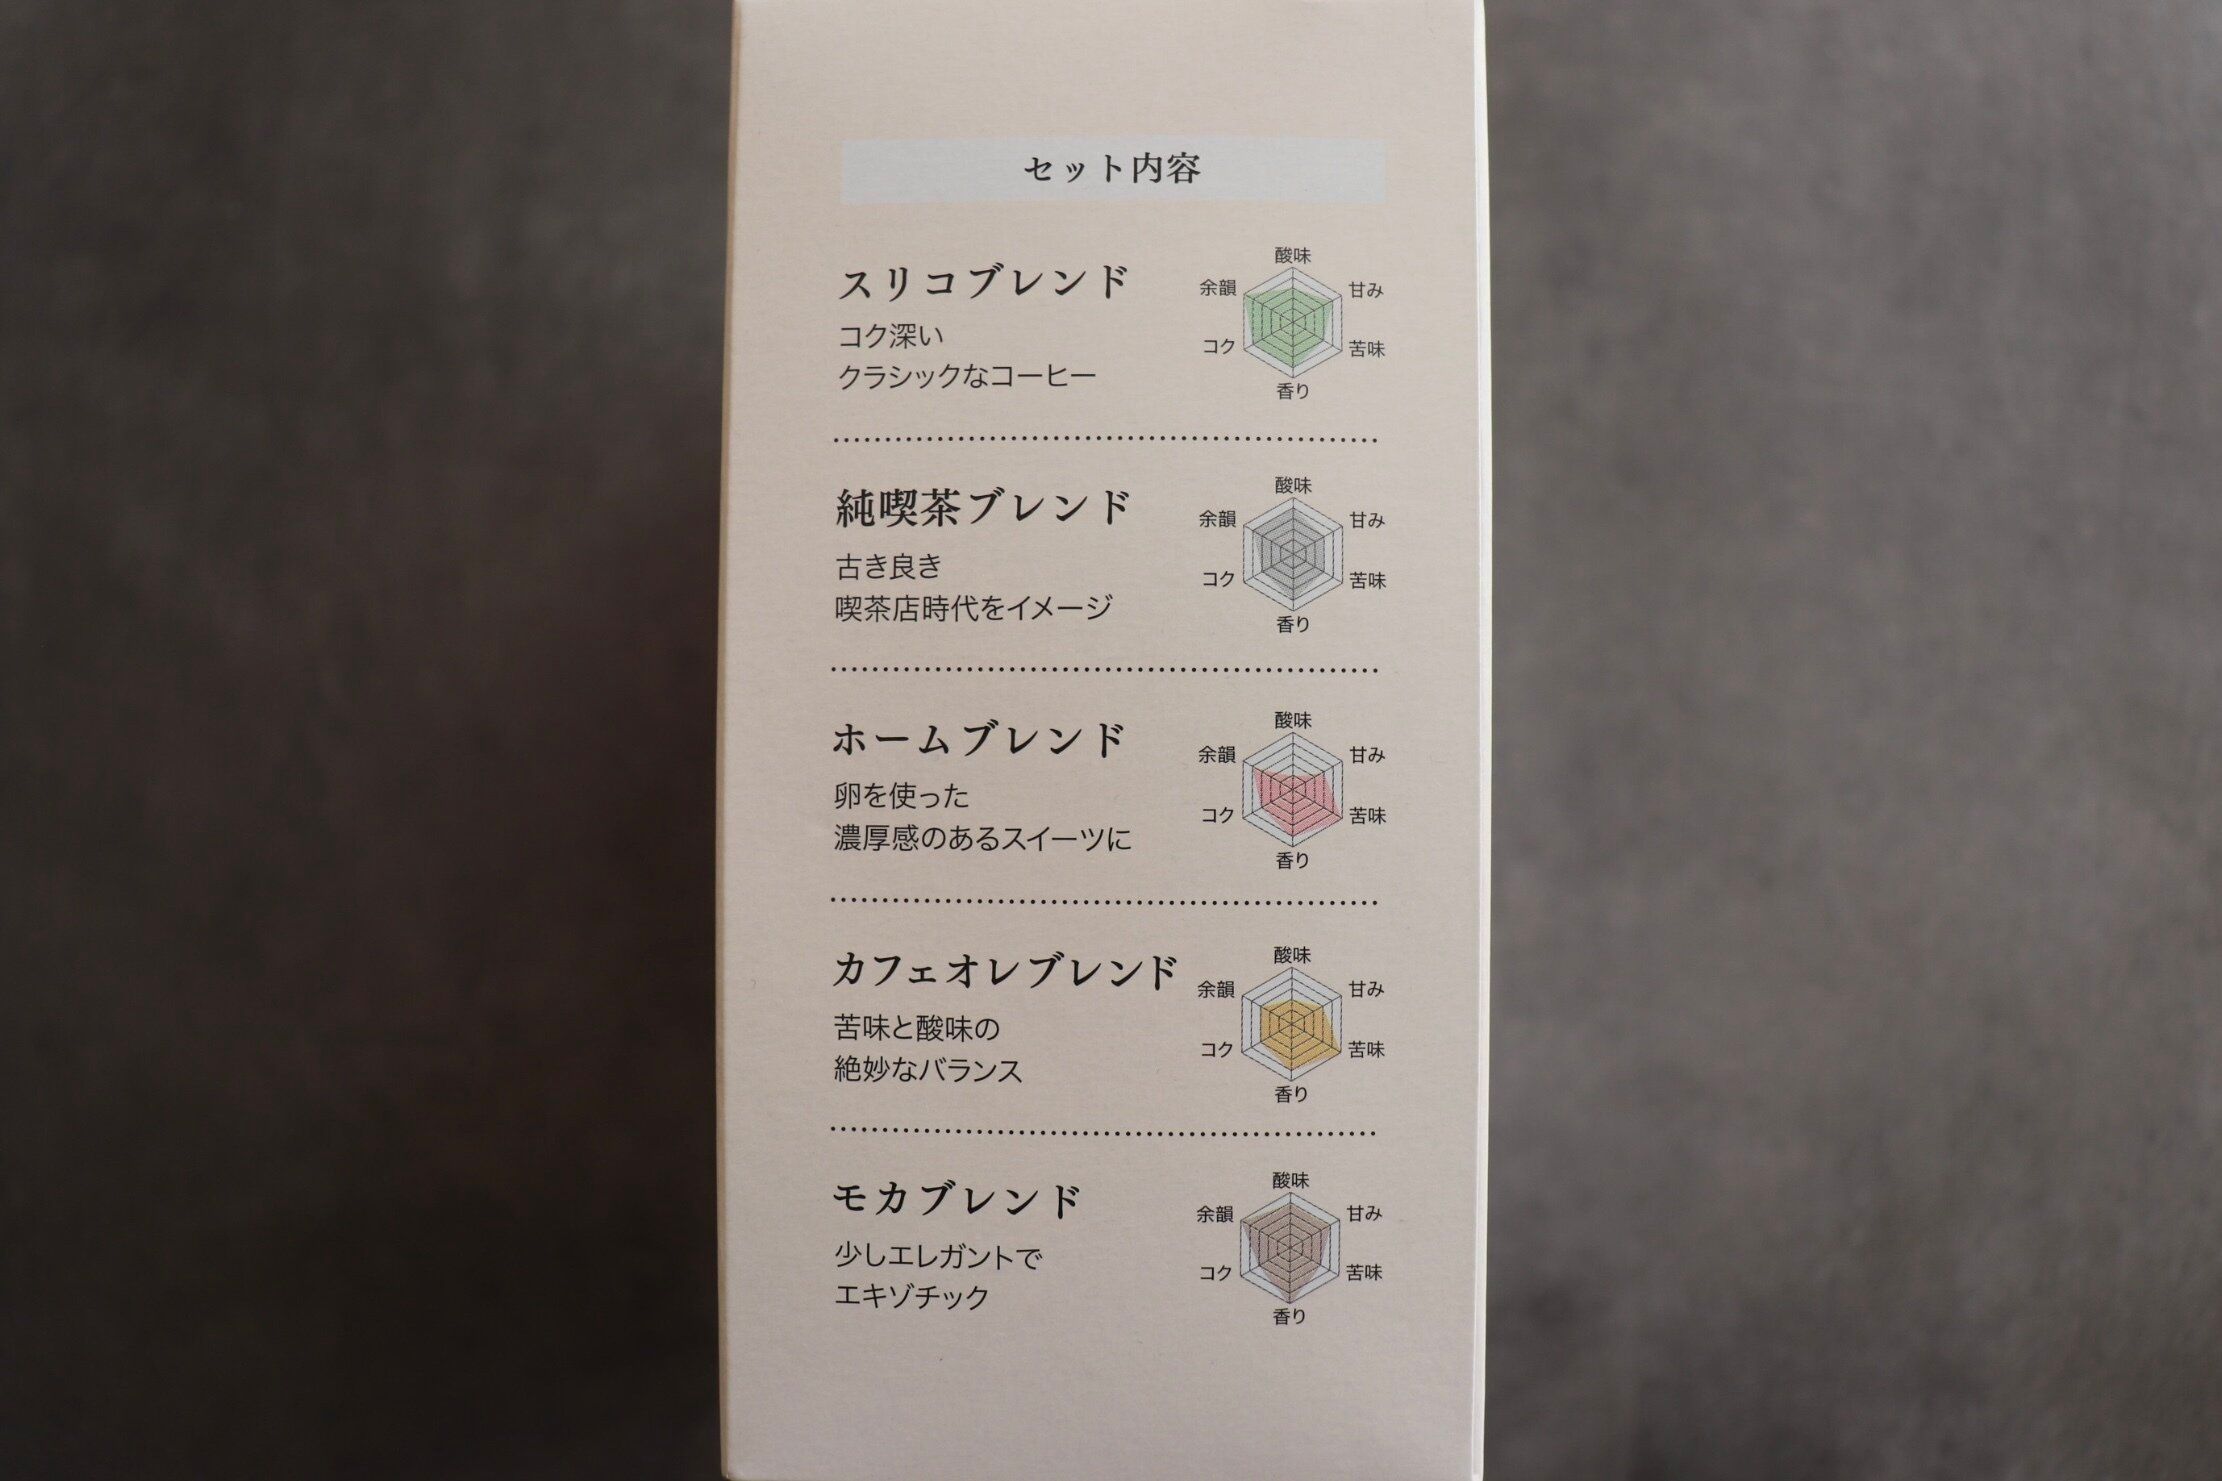 セット内容
スリコブレンド
コク深い
クラシックなコーヒー
酸味
余韻
甘み
コク
苦味
香り
純喫茶ブレンド
古き良き
喫茶店時代をイメージ
酸味
余韻
甘み
コク
苦味
香り
ホームブレンド
卵を使った
濃厚感のあるスイーツに
酸味
余韻
甘み
コク
苦味
香り
カフェオレブレンド
苦味と酸味の
絶妙なバランス
酸味
余韻
甘み
コク
苦味
香り
モカブレンド
少しエレガントで
エキゾチック
酸味
余韻
甘み
コク
苦味
香り